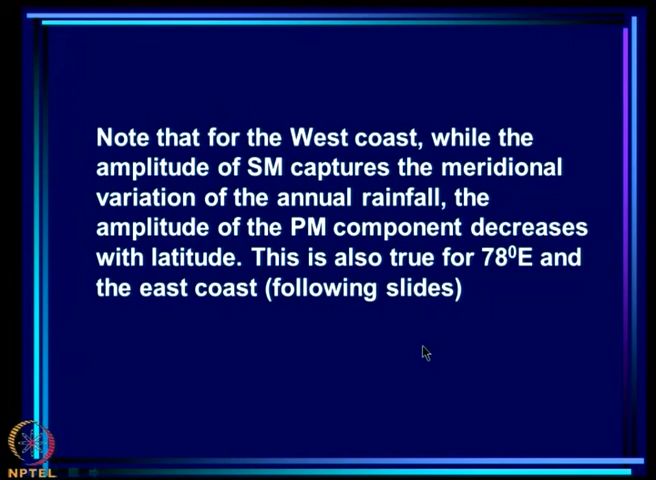 Note that for the West coast, while the
amplitude of SM captures the meridional
variation of the annual rainfall, the
amplitude of the PM component decreases
with latitude. This is also true for 78⁰E and
the east coast (following slides)
NPTEL